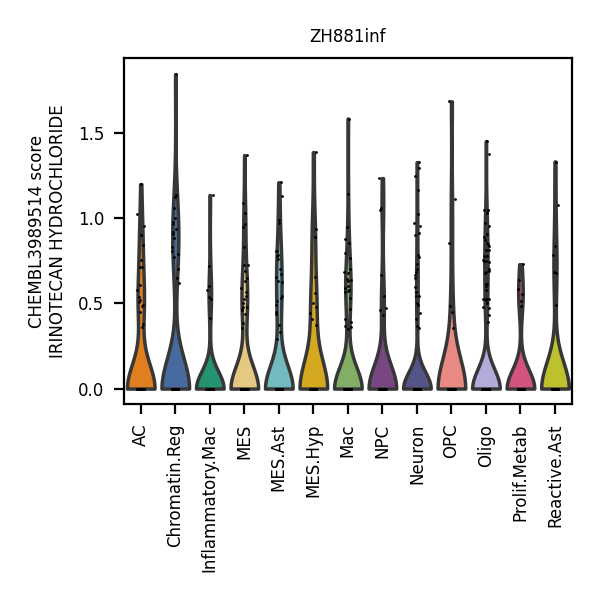 ZH881inf
CHEMBL3989514 score
IRINOTECAN HYDROCHLORIDE
1.5
1.0
0.5
0.0
AC
Chromatin.Reg
Inflammatory.Mac
MES
MES.Ast
MES.Hyp
Mac
NPC
Neuron
OPC
Oligo
Prolif.Metab
Reactive.Ast